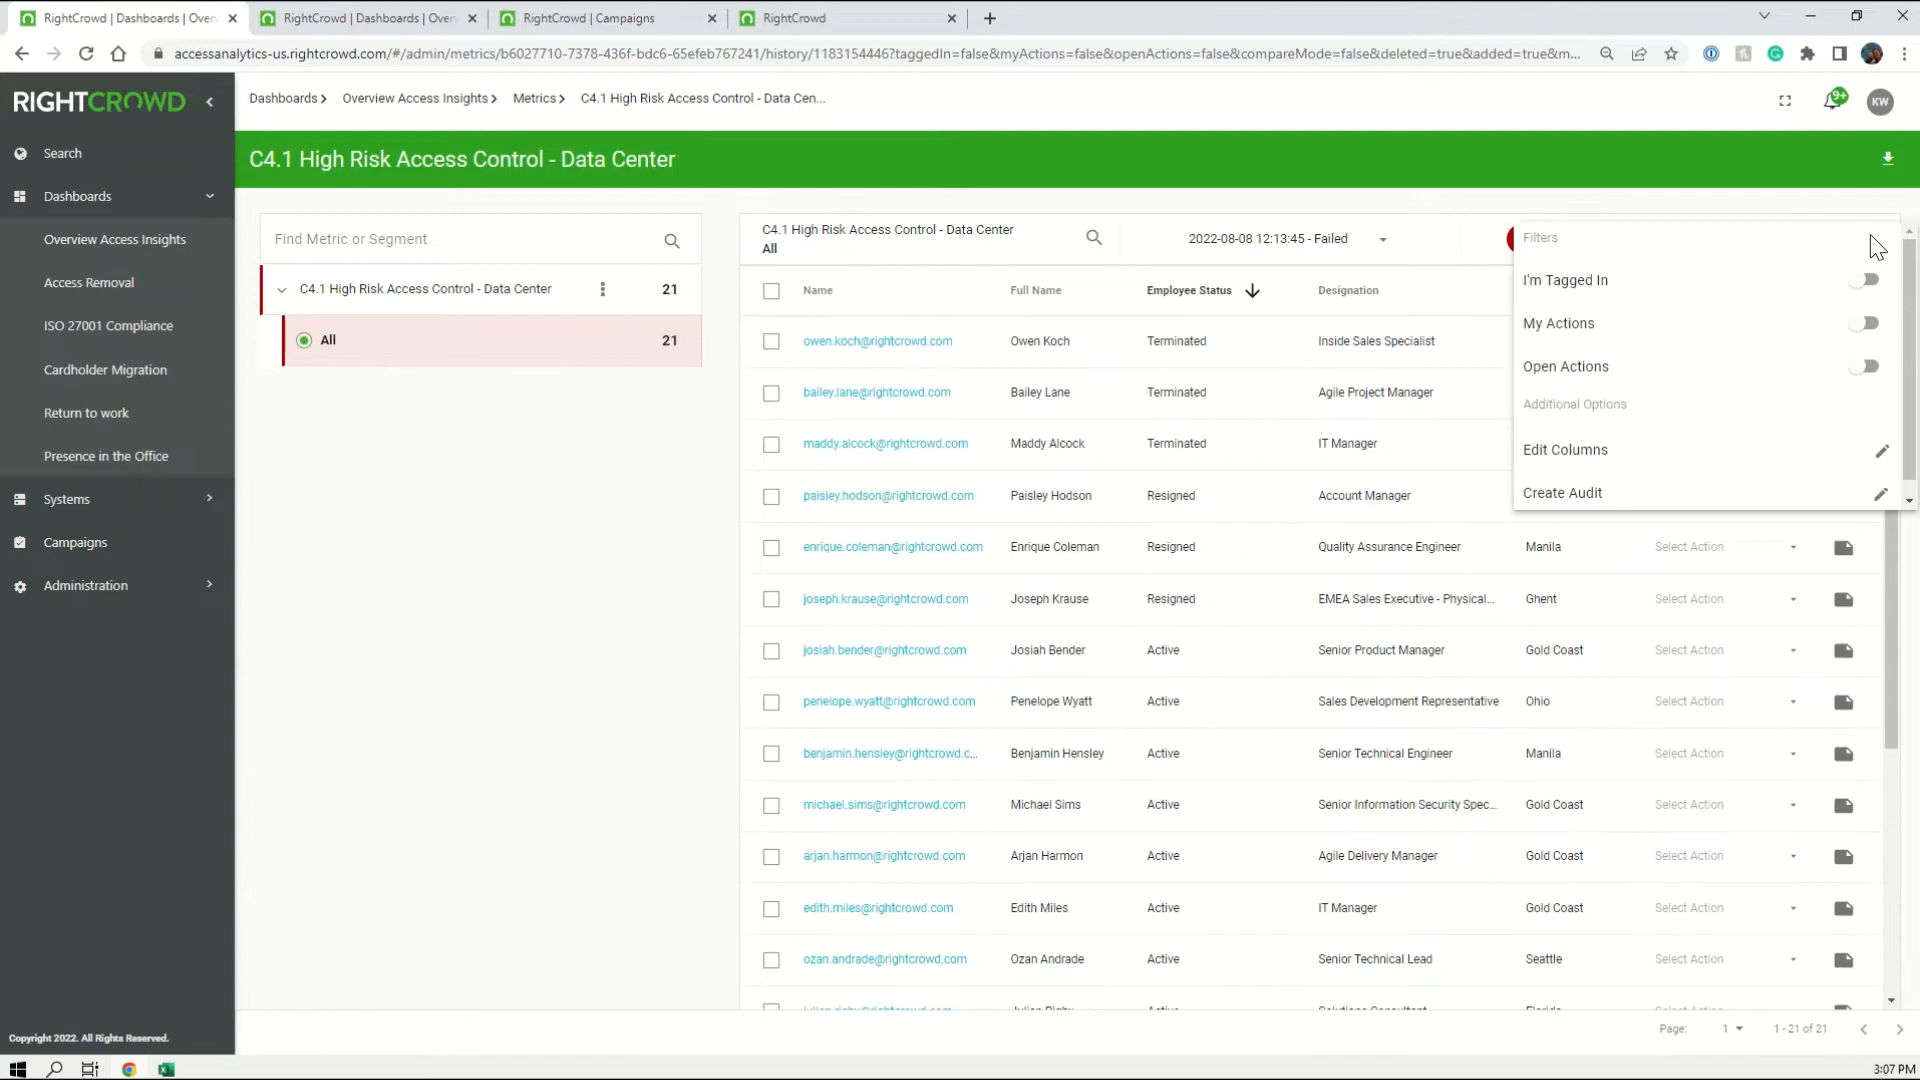 RightCrowd | Dashboards | Over
RightCrowd | Dashboards | Over
RightCrowd | Campaigns
RightCrowd
accessanalytics-us.rightcrowd.com/#/admin/metrics/b6027710-7378-436f-bdc6-65efeb767241/history/1183154446?taggedIn=false&myActions=false&openActions=false&compareMode=false&deleted=true&added=true&m...
RIGHTCROWD
Dashboards
Overview Access Insights
Metrics
C4.1 High Risk Access Control - Data Cen...
9+
KW
Search
Dashboards
Overview Access Insights
Access Removal
ISO 27001 Compliance
Cardholder Migration
Return to work
Presence in the Office
Systems
Campaigns
Administration
Copyright 2022. All Rights Reserved.
C4.1 High Risk Access Control - Data Center
Find Metric or Segment
C4.1 High Risk Access Control - Data Center 21
All 21
C4.1 High Risk Access Control - Data Center
All
2022-08-08 12:13:45 - Failed
Filters
I'm Tagged In
My Actions
Open Actions
Additional Options
Edit Columns
Create Audit
Name Full Name Employee Status Designation
owen.koch@rightcrowd.com Owen Koch Terminated Inside Sales Specialist
bailey.lane@rightcrowd.com Bailey Lane Terminated Agile Project Manager
maddy.alcock@rightcrowd.com Maddy Alcock Terminated IT Manager
paisley.hodson@rightcrowd.com Paisley Hodson Resigned Account Manager
enrique.coleman@rightcrowd.com Enrique Coleman Resigned Quality Assurance Engineer Manila Select Action
joseph.krause@rightcrowd.com Joseph Krause Resigned EMEA Sales Executive - Physical... Ghent Select Action
josiah.bender@rightcrowd.com Josiah Bender Active Senior Product Manager Gold Coast Select Action
penelope.wyatt@rightcrowd.com Penelope Wyatt Active Sales Development Representative Ohio Select Action
benjamin.hensley@rightcrowd.c... Benjamin Hensley Active Senior Technical Engineer Manila Select Action
michael.sims@rightcrowd.com Michael Sims Active Senior Information Security Spec... Gold Coast Select Action
arjan.harmon@rightcrowd.com Arjan Harmon Active Agile Delivery Manager Gold Coast Select Action
edith.miles@rightcrowd.com Edith Miles Active IT Manager Gold Coast Select Action
ozan.andrade@rightcrowd.com Ozan Andrade Active Senior Technical Lead Seattle Select Action
Page: 1 1 - 21 of 21
3:07 PM